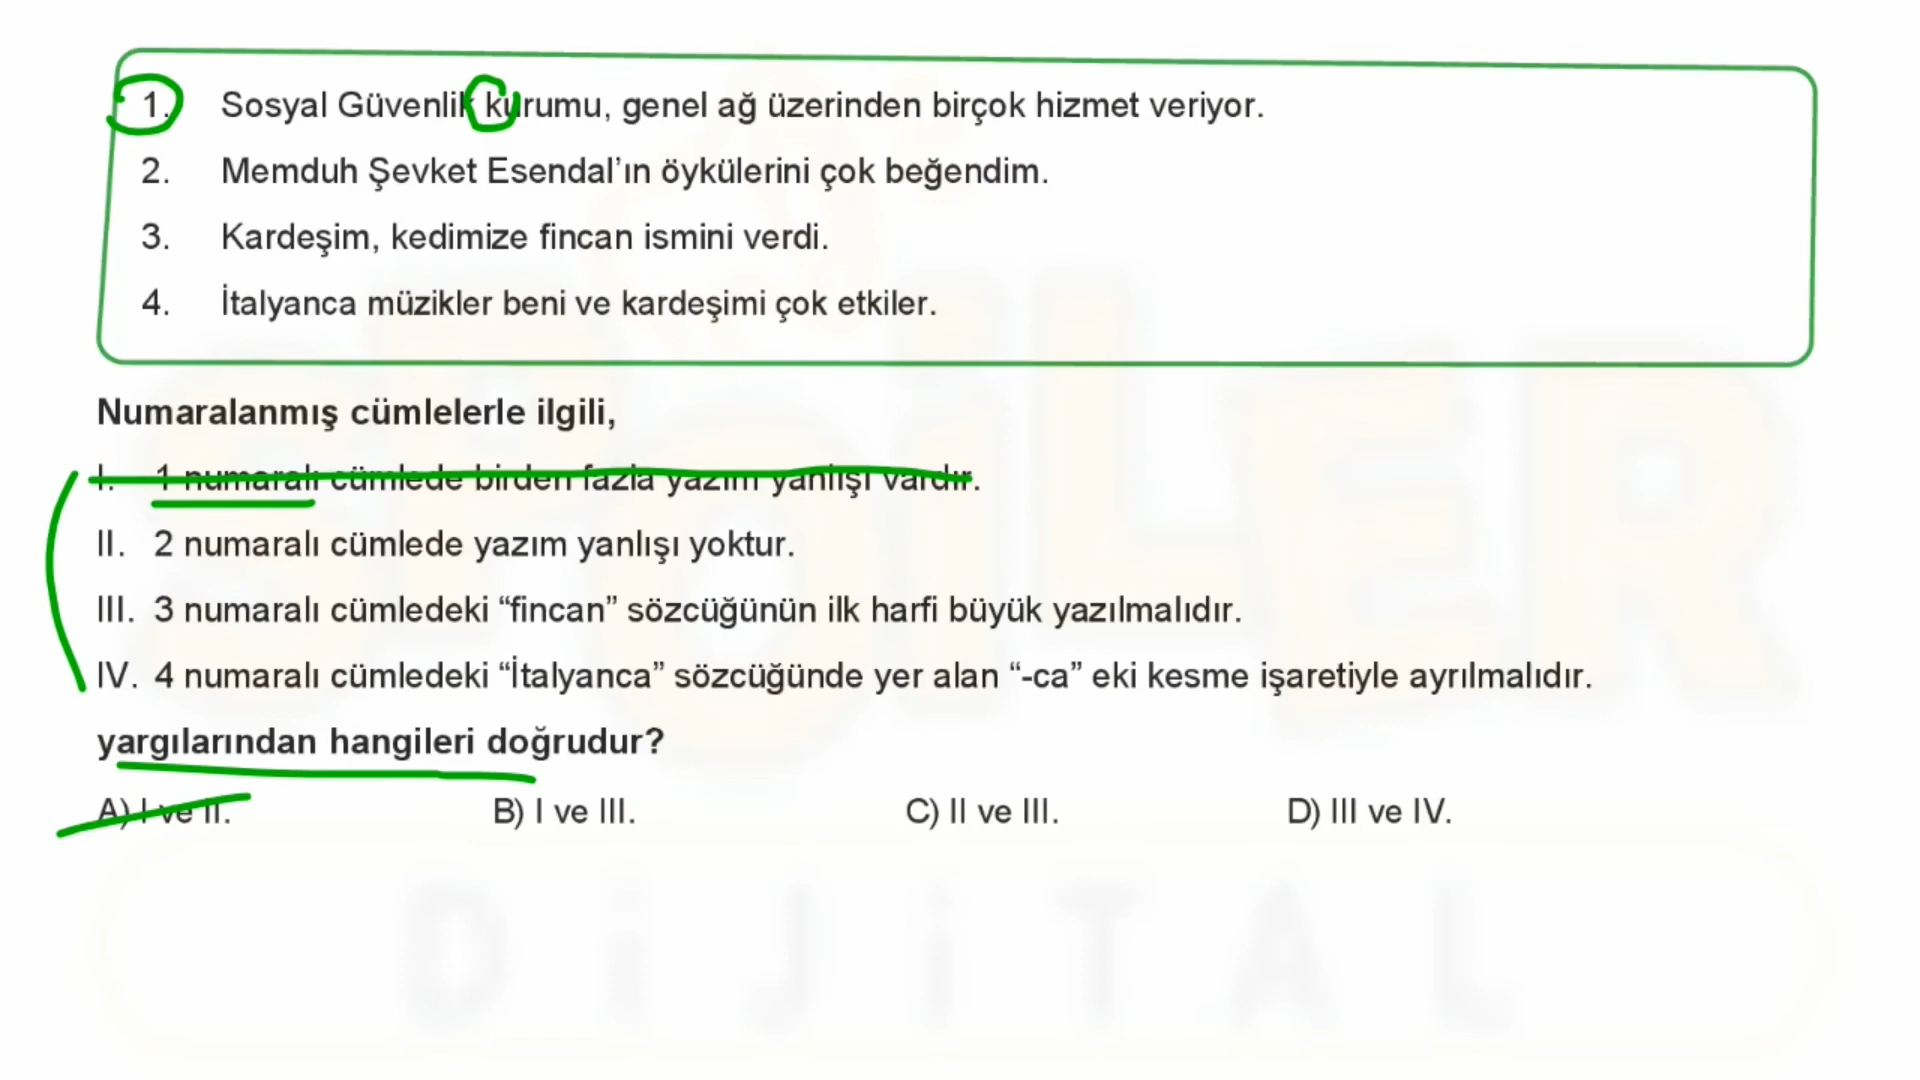 1. Sosyal Güvenlik kurumu, genel ağ üzerinden birçok hizmet veriyor.
2. Memduh Şevket Esendal’ın öykülerini çok beğendim.
3. Kardeşim, kedimize fincan ismini verdi.
4. İtalyanca müzikler beni ve kardeşimi çok etkiler.
Numaralanmış cümlelerle ilgili,
I. 1 numaralı cümlede birden fazla yazım yanlışı vardır.
II. 2 numaralı cümlede yazım yanlışı yoktur.
III. 3 numaralı cümledeki “fincan” sözcüğünün ilk harfi büyük yazılmalıdır.
IV. 4 numaralı cümledeki “İtalyanca” sözcüğünde yer alan “-ca” eki kesme işaretiyle ayrılmalıdır.
yargılarından hangileri doğrudur?
A) I ve II. B) I ve III. C) II ve III. D) III ve IV.
SPOiLER
DiJiTAL